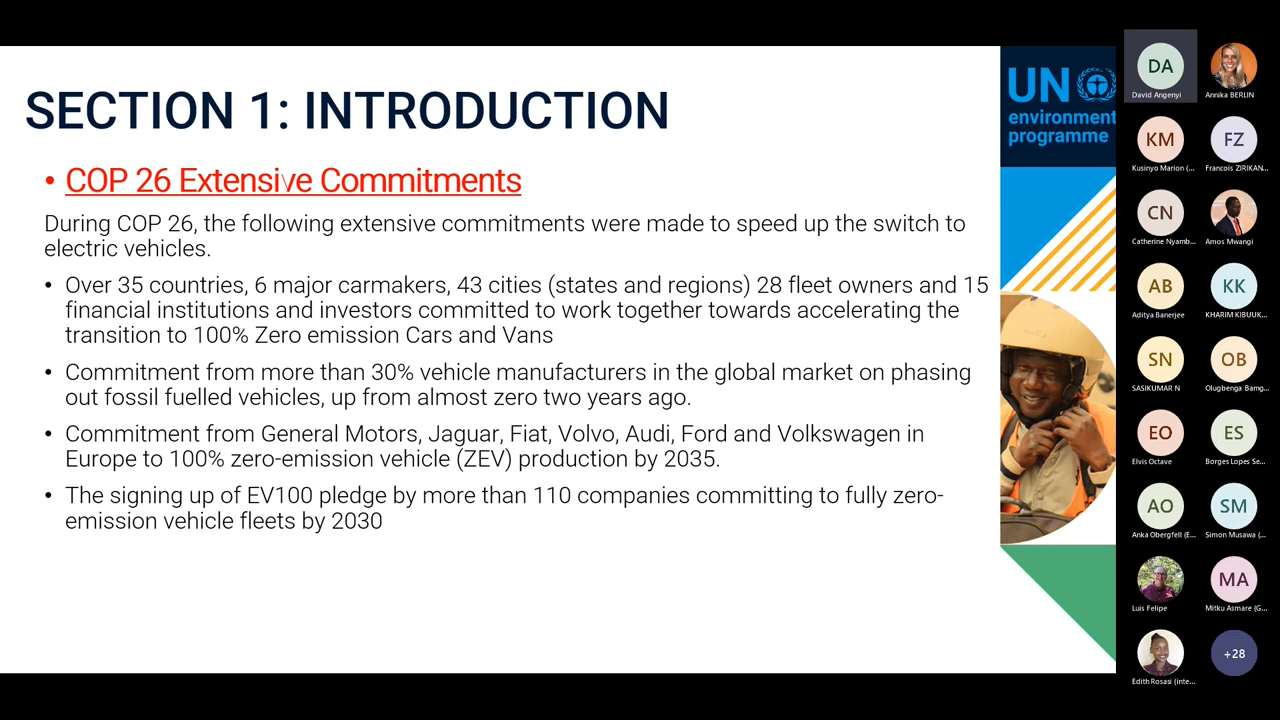 SECTION 1: INTRODUCTION
• COP 26 Extensive Commitments
During COP 26, the following extensive commitments were made to speed up the switch to
electric vehicles.
• Over 35 countries, 6 major carmakers, 43 cities (states and regions) 28 fleet owners and 15
financial institutions and investors committed to work together towards accelerating the
transition to 100% Zero emission Cars and Vans
• Commitment from more than 30% vehicle manufacturers in the global market on phasing
out fossil fuelled vehicles, up from almost zero two years ago.
• Commitment from General Motors, Jaguar, Fiat, Volvo, Audi, Ford and Volkswagen in
Europe to 100% zero-emission vehicle (ZEV) production by 2035.
• The signing up of EV100 pledge by more than 110 companies committing to fully zero-
emission vehicle fleets by 2030
UN
environment
programme
DA
David Angenyi
Annika BERLIN
KM
Kusinyo Marion (...
FZ
Francois ZIRIKAN...
CN
Catherine Nyamb...
Amos Mwangi
AB
Aditya Banerjee
KK
KHARIM KIBUUK...
SN
SASIKUMAR N
OB
Olugbenga Bamg...
EO
Elvis Octave
ES
Borges Lopes Se...
AO
Anka Obergfell (E...
SM
Simon Musawa (...
Luis Felipe
MA
Mitku Asmare (G...
Edith Rosasi (inte...
+28